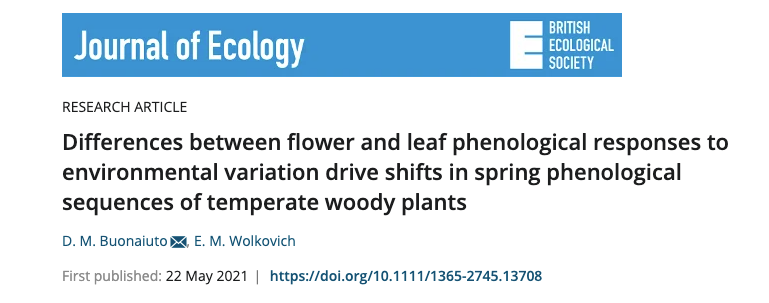 Journal of Ecology
BRITISH
ECOLOGICAL
SOCIETY
RESEARCH ARTICLE
Differences between flower and leaf phenological responses to
environmental variation drive shifts in spring phenological
sequences of temperate woody plants
D. M. Buonaiuto, E. M. Wolkovich
First published: 22 May 2021 | https://doi.org/10.1111/1365-2745.13708